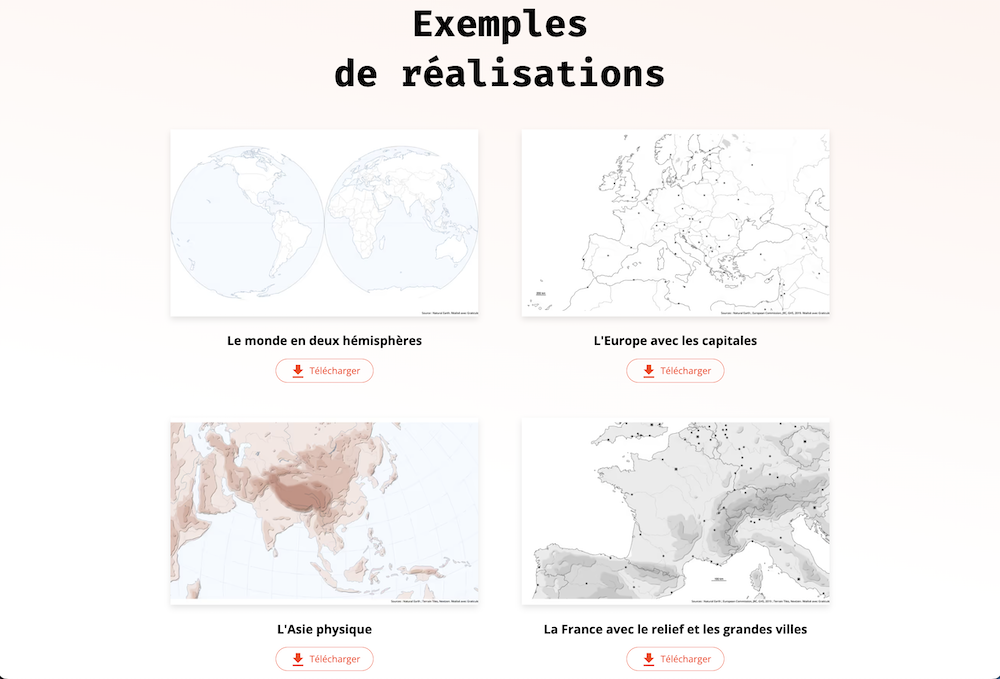 Exemples
de réalisations
Le monde en deux hémisphères
L'Europe avec les capitales
Télécharger
Télécharger
L'Asie physique
La France avec le relief et les grandes villes
Télécharger
Télécharger